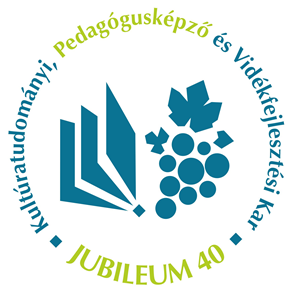 Kultúratudományi, Pedagógusképző és Vidékfejlesztési Kar
JUBILEUM 40